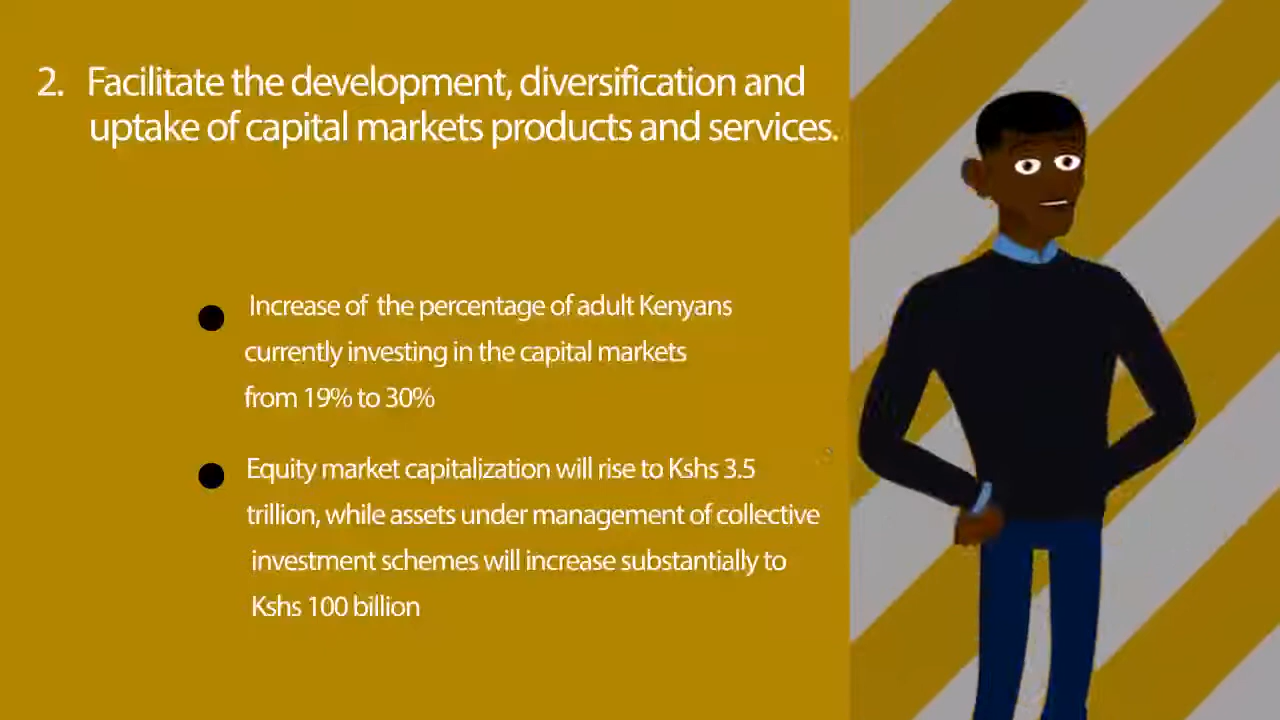 2. Facilitate the development, diversification and
uptake of capital markets products and services.
Increase of the percentage of adult Kenyans
currently investing in the capital markets
from 19% to 30%
Equity market capitalization will rise to Kshs 3.5
trillion, while assets under management of collective
investment schemes will increase substantially to
Kshs 100 billion